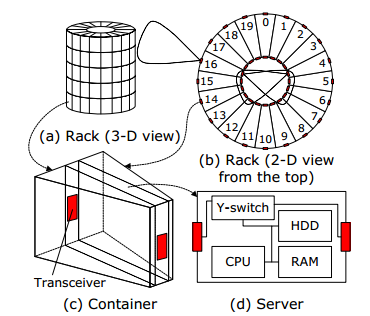 0
1
2
3
4
5
6
7
8
9
10
11
12
13
14
15
16
17
18
19
(a) Rack (3-D view)
(b) Rack (2-D view
from the top)
Transceiver
(c) Container
Y-switch
HDD
CPU
RAM
(d) Server